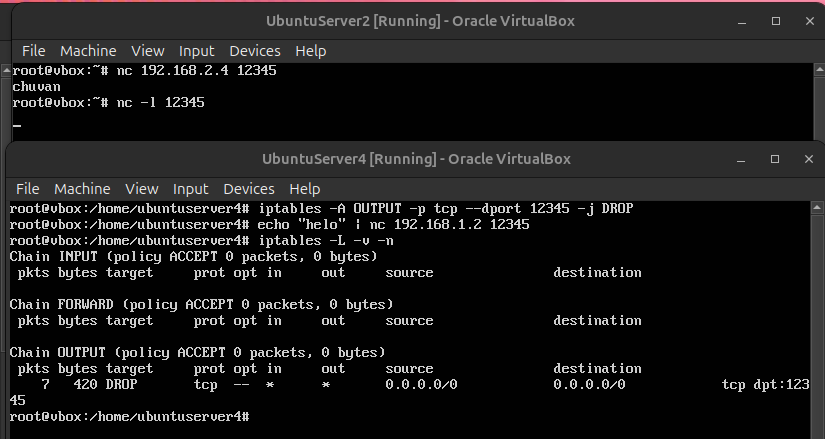 UbuntuServer2 [Running] - Oracle VirtualBox
File Machine View Input Devices Help
root@vbox:~# nc 192.168.2.4 12345
chuvan
root@vbox:~# nc -l 12345
UbuntuServer4 [Running] - Oracle VirtualBox
File Machine View Input Devices Help
root@vbox:/home/ubuntuserver4# iptables -A OUTPUT -p tcp --dport 12345 -j DROP
root@vbox:/home/ubuntuserver4# echo "helo" | nc 192.168.1.2 12345
root@vbox:/home/ubuntuserver4# iptables -L -v -n
Chain INPUT (policy ACCEPT 0 packets, 0 bytes)
pkts bytes target prot opt in out source destination
Chain FORWARD (policy ACCEPT 0 packets, 0 bytes)
pkts bytes target prot opt in out source destination
Chain OUTPUT (policy ACCEPT 0 packets, 0 bytes)
pkts bytes target prot opt in out source destination
7 420 DROP tcp -- * * 0.0.0.0/0 0.0.0.0/0 tcp dpt:123
45
root@vbox:/home/ubuntuserver4#